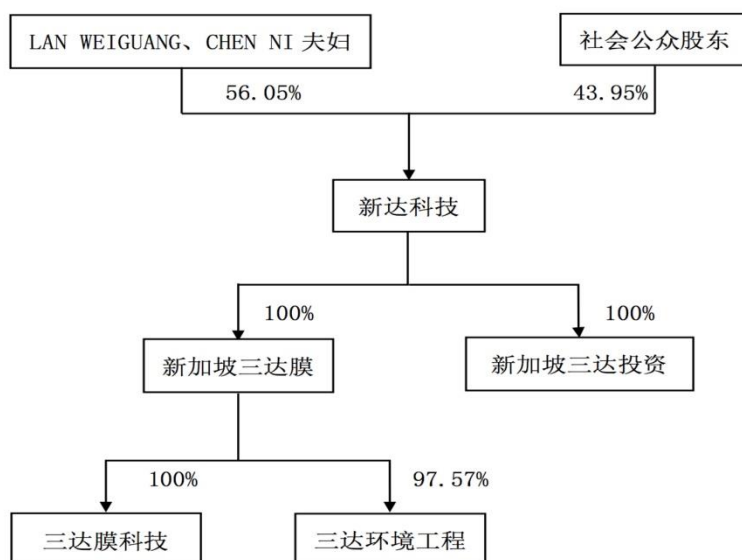 LAN WEIGUANG、CHEN NI 夫妇
社会公众股东
56.05%
43.95%
新达科技
100%
100%
新加坡三达膜
新加坡三达投资
100%
97.57%
三达膜科技
三达环境工程